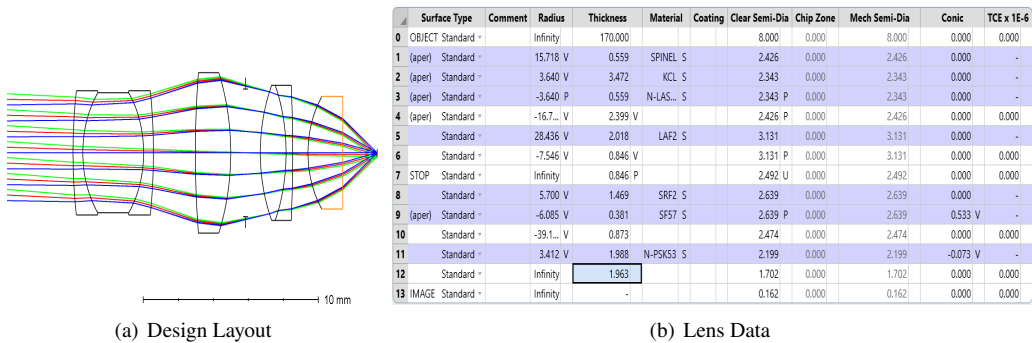 10 mm
(a) Design Layout
Surface Type Comment Radius Thickness Material Coating Clear Semi-Dia Chip Zone Mech Semi-Dia Conic TCE x 1E-6
0 OBJECT Standard Infinity 170.000 8.000 0.000 8.000 0.000 0.000
1 (aper) Standard 15.718 V 0.559 SPINEL S 2.426 0.000 2.426 0.000 -
2 (aper) Standard 3.640 V 3.472 KCL S 2.343 0.000 2.343 0.000 -
3 (aper) Standard -3.640 P 0.559 N-LAS... S 2.343 P 0.000 2.343 0.000 -
4 (aper) Standard -16.7... V 2.399 V 2.426 P 0.000 2.426 0.000 0.000
5 Standard 28.436 V 2.018 LAF2 S 3.131 0.000 3.131 0.000 -
6 Standard -7.546 V 0.846 V 3.131 P 0.000 3.131 0.000 0.000
7 STOP Standard Infinity 0.846 P 2.492 U 0.000 2.492 0.000 0.000
8 Standard 5.700 V 1.469 SRF2 S 2.639 0.000 2.639 0.000 -
9 (aper) Standard -6.085 V 0.381 SF57 S 2.639 P 0.000 2.639 0.533 V -
10 Standard -39.1... V 0.873 2.474 0.000 2.474 0.000 0.000
11 Standard 3.412 V 1.988 N-PSK53 S 2.199 0.000 2.199 -0.073 V -
12 Standard Infinity 1.963 1.702 0.000 1.702 0.000 0.000
13 IMAGE Standard Infinity - 0.162 0.000 0.162 0.000 0.000
(b) Lens Data